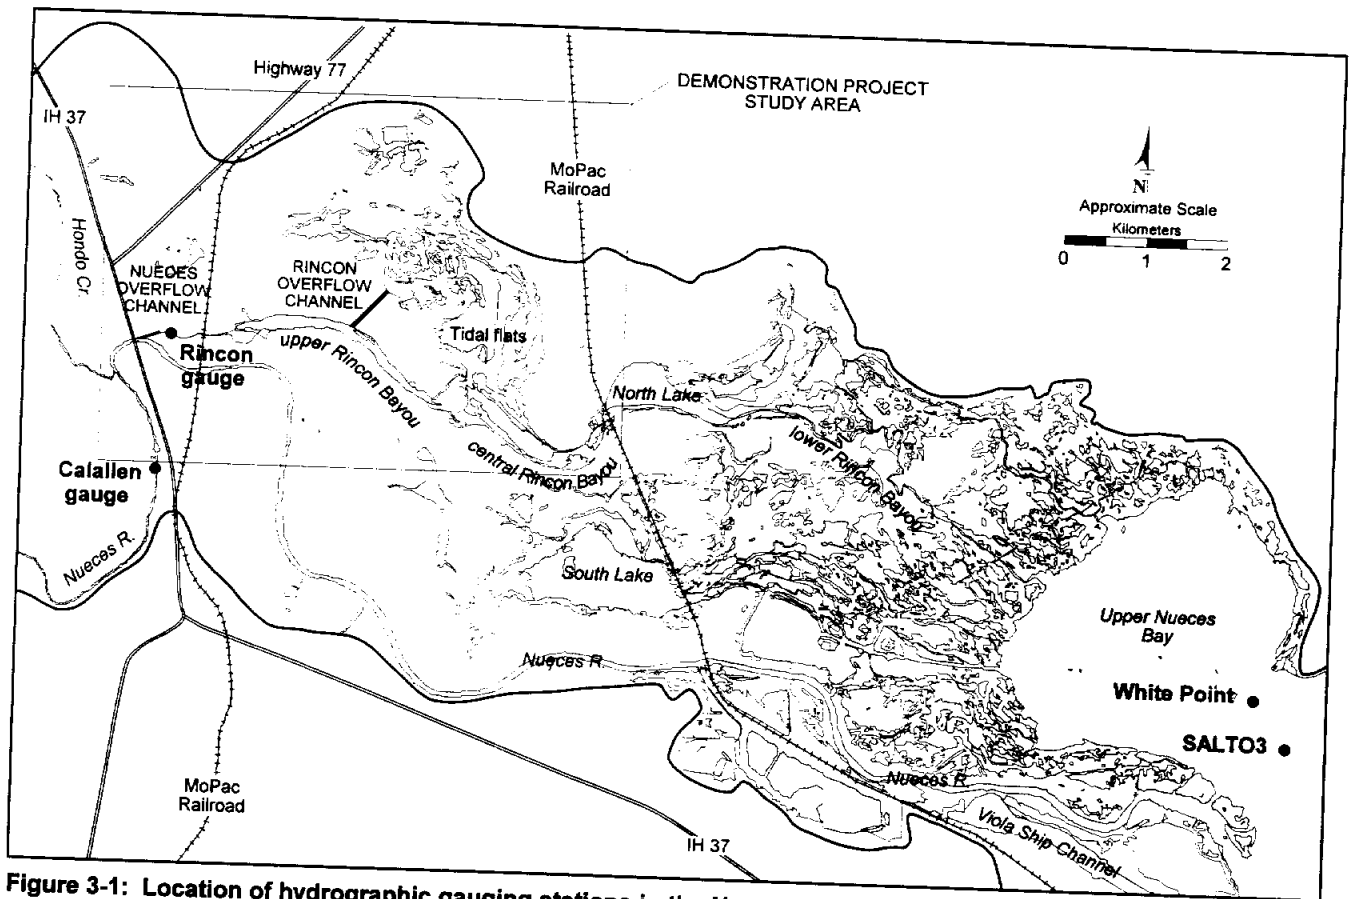 Highway 77
DEMONSTRATION PROJECT
STUDY AREA
IH 37
MoPac
Railroad
N
Approximate Scale
Kilometers
0 1 2
Hondo Cr.
NUECES
OVERFLOW
CHANNEL
RINCON
OVERFLOW
CHANNEL
Tidal flats
upper Rincon Bayou
Rincon
gauge
North Lake
lower Rincon Bayou
central Rincon Bayou
Calallen
gauge
Nueces R.
South Lake
Upper Nueces
Bay
Nueces R.
White Point
SALTO3
Nueces R.
MoPac
Railroad
Viola Ship Channel
IH 37
Figure 3-1: Location of hydrographic gauging stations in the